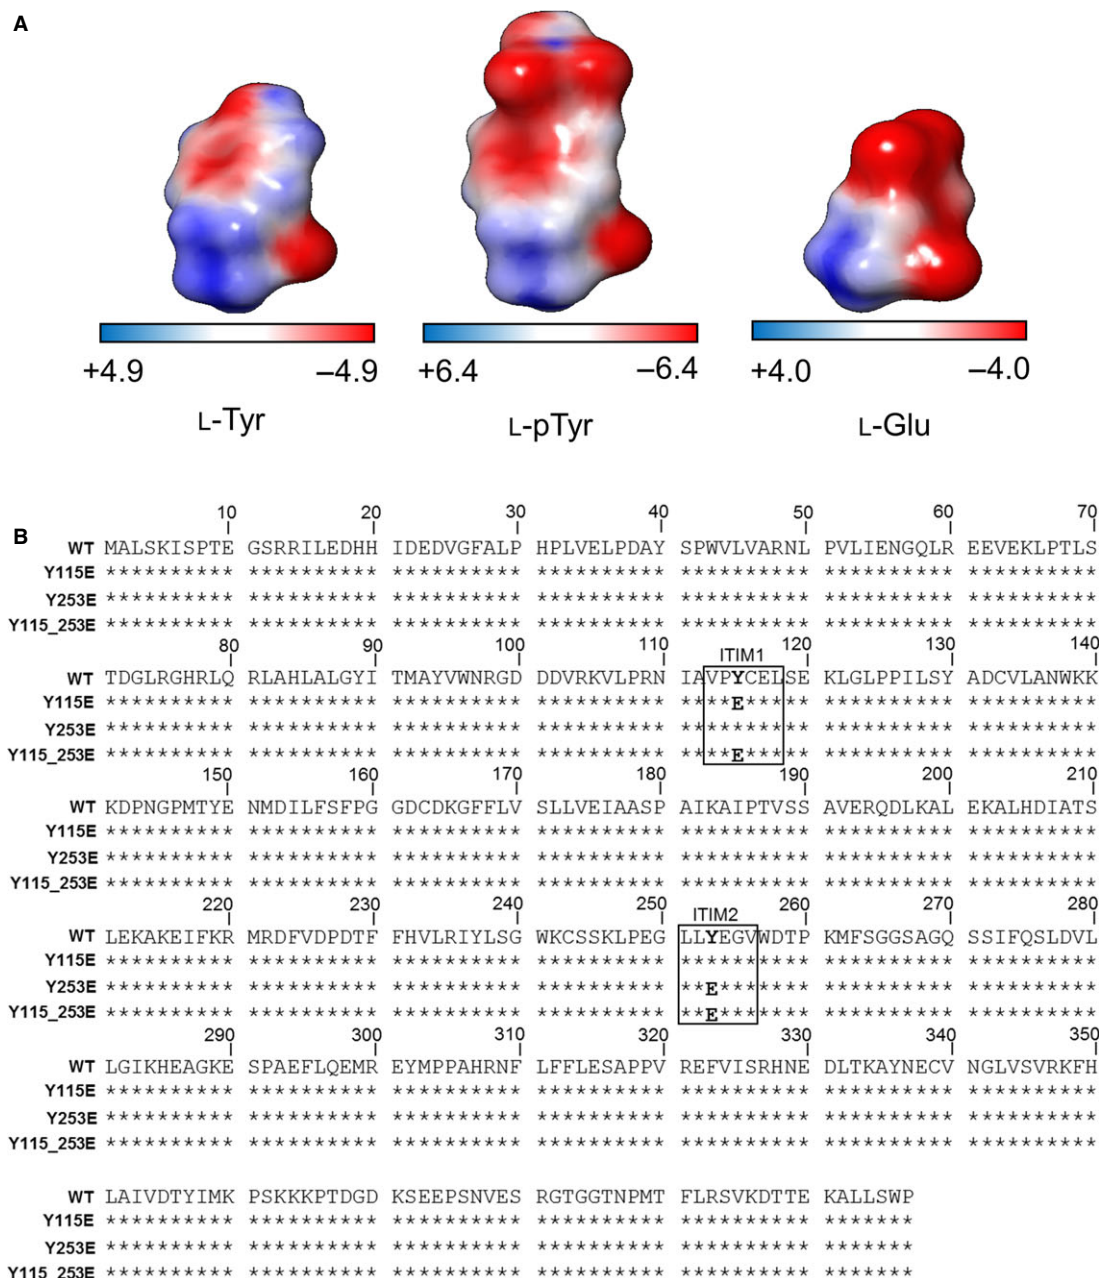 A
+4.9 –4.9 +6.4 –6.4 +4.0 –4.0
L-Tyr L-pTyr L-Glu
B
10 20 30 40 50 60 70
WT MALSKISPTE GSRRILEDHH IDEDVGFALP HPLVELPDAY SPWVLVARNL PVLIENGQLR EEVEKLPTLS
Y115E ********** ********** ********** ********** ********** ********** **********
Y253E ********** ********** ********** ********** ********** ********** **********
Y115_253E ********** ********** ********** ********** ********** ********** **********
80 90 100 110 120 130 140
ITIM1
WT TDGLRGHRLQ RLAHLALGYI TMAYVWNRGD DDVRKVLPRN IAVPYCELSE KLGLPPILSY ADCVLANWKK
Y115E ********** ********** ********** ********** ****E***** ********** **********
Y253E ********** ********** ********** ********** ********** ********** **********
Y115_253E ********** ********** ********** ********** ****E***** ********** **********
150 160 170 180 190 200 210
WT KDPNGPMTYE NMDILFSFPG GDCDKGFFLV SLLVEIAASP AIKAIPTVSS AVERQDLKAL EKALHDIATS
Y115E ********** ********** ********** ********** ********** ********** **********
Y253E ********** ********** ********** ********** ********** ********** **********
Y115_253E ********** ********** ********** ********** ********** ********** **********
220 230 240 250 260 270 280
ITIM2
WT LEKAKEIFKR MRDFVDPDTF FHVLRIYLSG WKCSSKLPEG LLYEGVWDTP KMFSGGSAGQ SSIFQSLDVL
Y115E ********** ********** ********** ********** ********** ********** **********
Y253E ********** ********** ********** ********** **E******* ********** **********
Y115_253E ********** ********** ********** ********** **E******* ********** **********
290 300 310 320 330 340 350
WT LGIKHEAGKE SPAEFLQEMR EYMPPAHRNF LFFLESAPPV REFVISRHNE DLTKAYNECV NGLVSVRKFH
Y115E ********** ********** ********** ********** ********** ********** **********
Y253E ********** ********** ********** ********** ********** ********** **********
Y115_253E ********** ********** ********** ********** ********** ********** **********
WT LAIVDTYIMK PSKKKPTDGD KSEEPSNVES RGTGGTNPMT FLRSVKDTTE KALLSWP
Y115E ********** ********** ********** ********** ********** *******
Y253E ********** ********** ********** ********** ********** *******
Y115_253E ********** ********** ********** ********** ********** *******